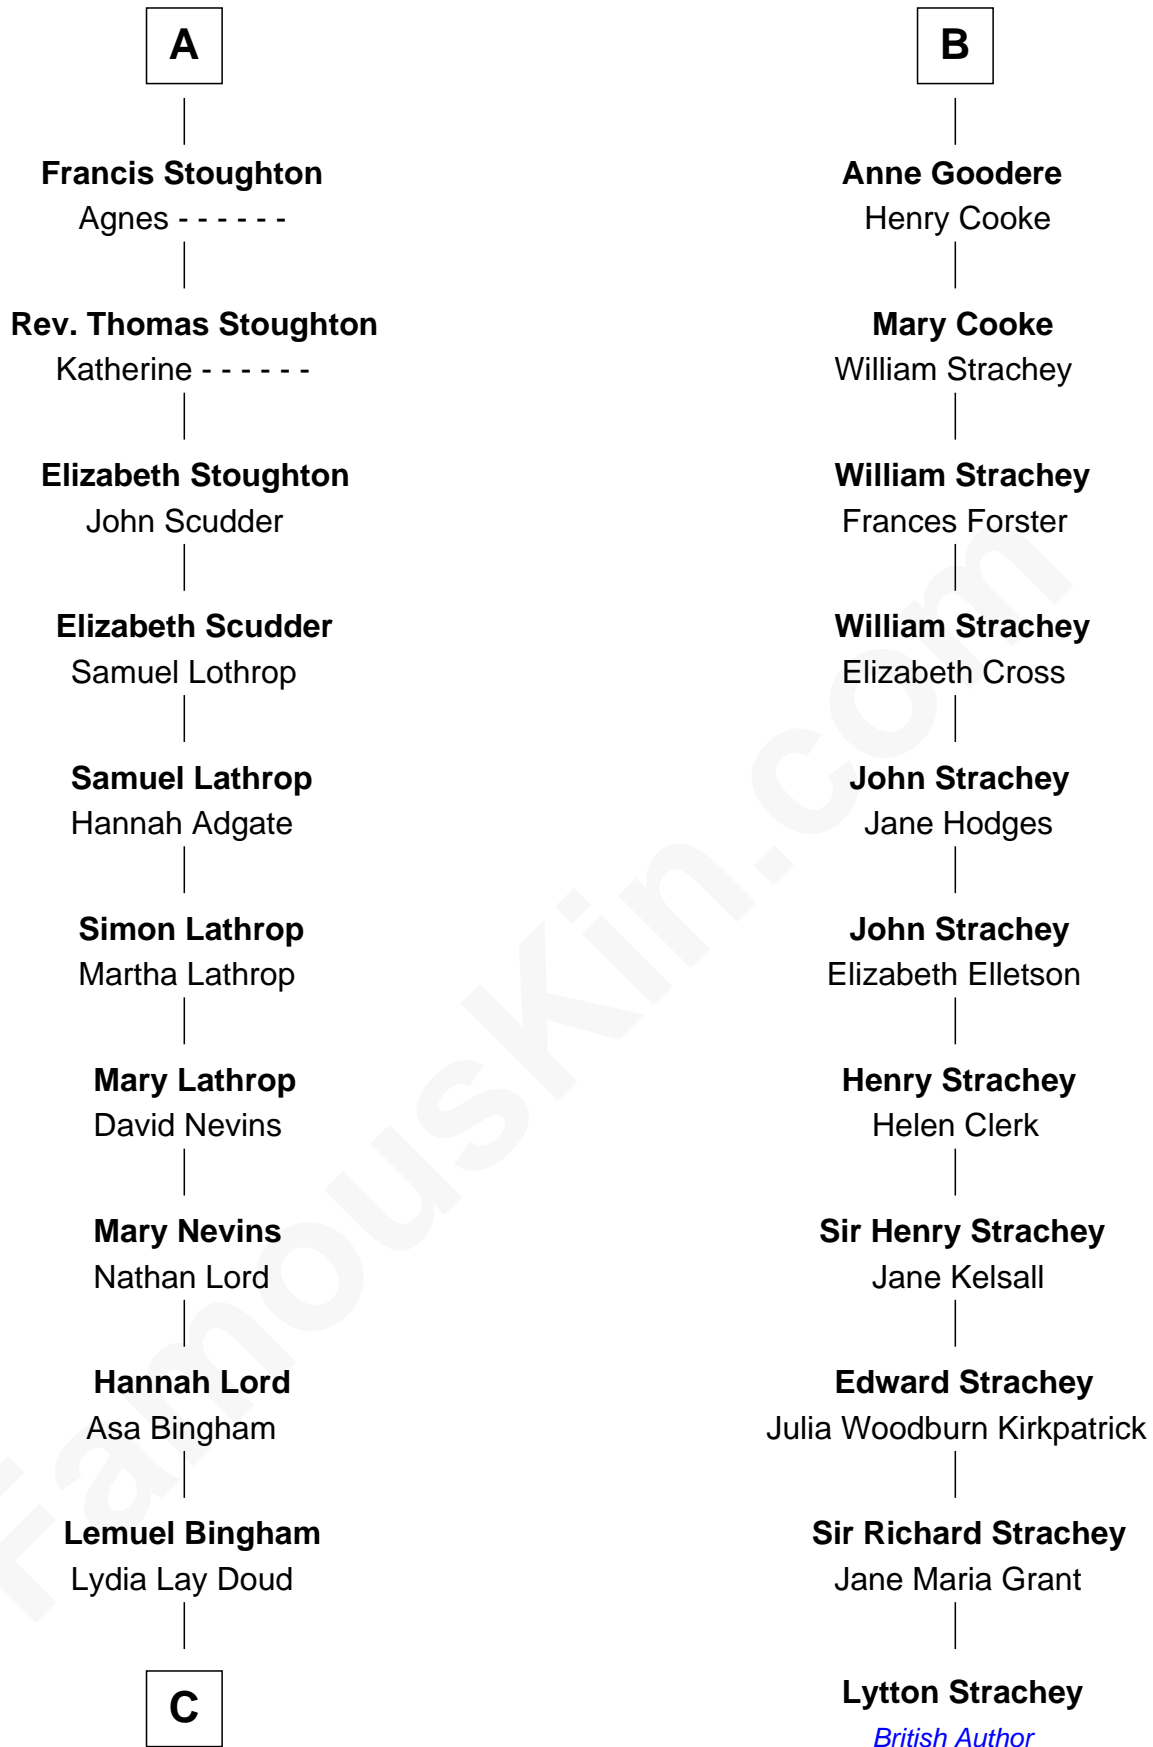 A
Francis Stoughton
Agnes - - - - - -
Rev. Thomas Stoughton
Katherine - - - - - -
Elizabeth Stoughton
John Scudder
Elizabeth Scudder
Samuel Lothrop
Samuel Lathrop
Hannah Adgate
Simon Lathrop
Martha Lathrop
Mary Lathrop
David Nevins
Mary Nevins
Nathan Lord
Hannah Lord
Asa Bingham
Lemuel Bingham
Lydia Lay Doud
C
B
Anne Goodere
Henry Cooke
Mary Cooke
William Strachey
William Strachey
Frances Forster
William Strachey
Elizabeth Cross
John Strachey
Jane Hodges
John Strachey
Elizabeth Elletson
Henry Strachey
Helen Clerk
Sir Henry Strachey
Jane Kelsall
Edward Strachey
Julia Woodburn Kirkpatrick
Sir Richard Strachey
Jane Maria Grant
Lytton Strachey
British Author
FamousKin.com